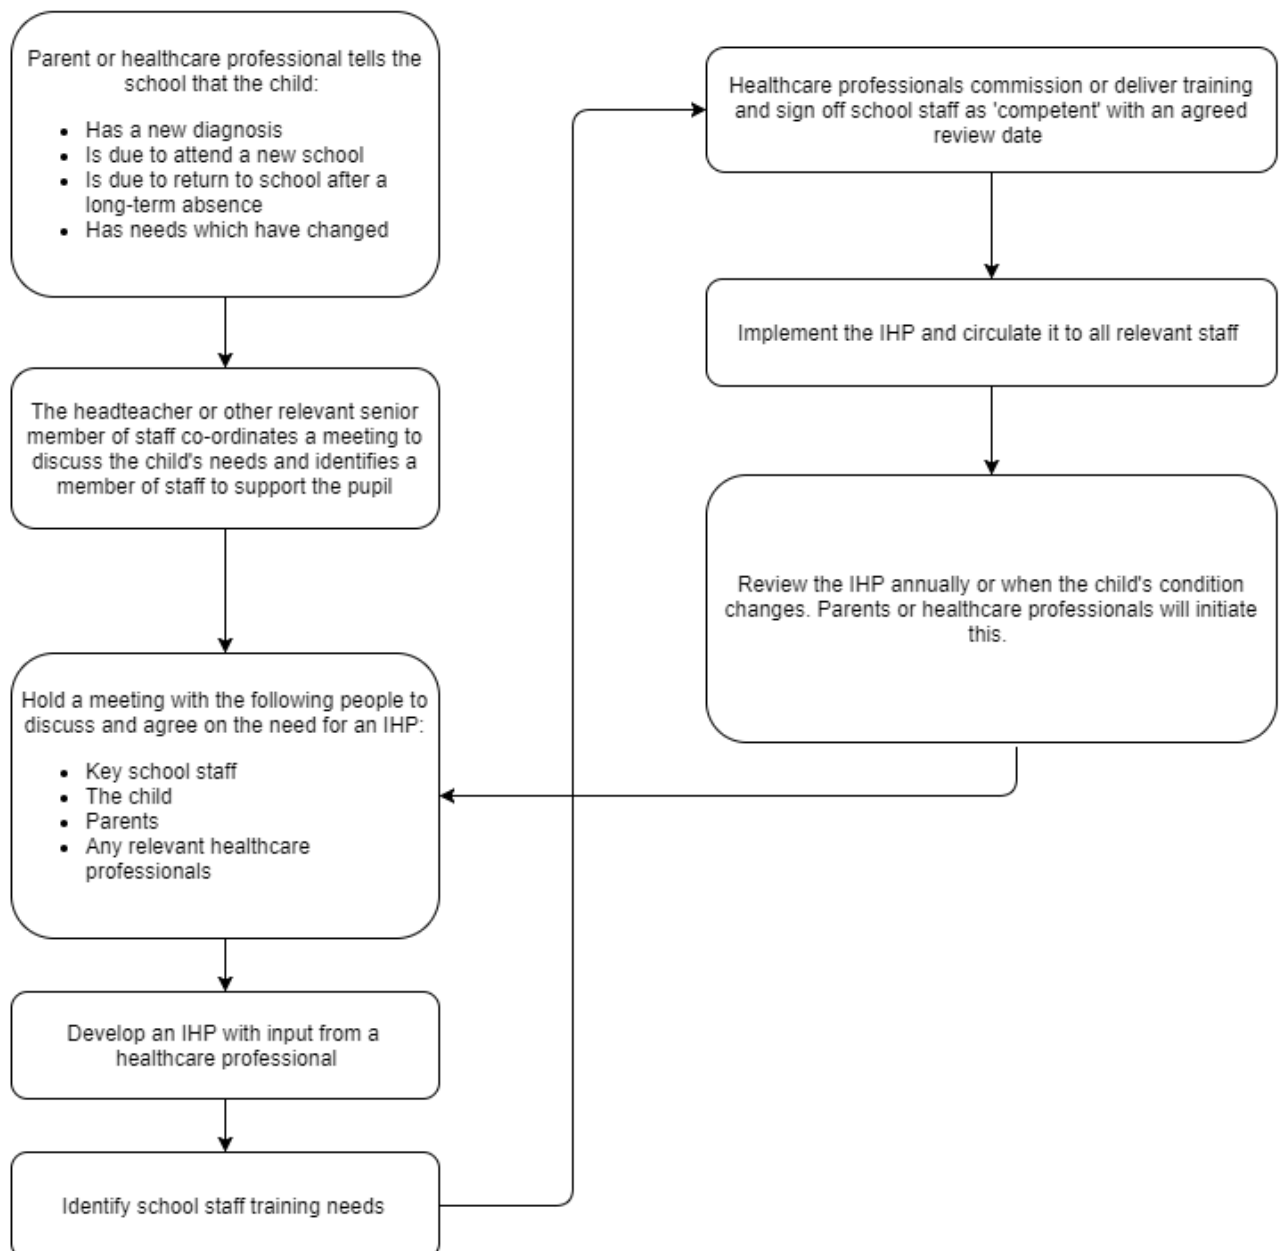 Parent or healthcare professional tells the
school that the child:
• Has a new diagnosis
• Is due to attend a new school
• Is due to return to school after a
long-term absence
• Has needs which have changed
The headteacher or other relevant senior
member of staff co-ordinates a meeting to
discuss the child's needs and identifies a
member of staff to support the pupil
Hold a meeting with the following people to
discuss and agree on the need for an IHP:
• Key school staff
• The child
• Parents
• Any relevant healthcare
professionals
Develop an IHP with input from a
healthcare professional
Identify school staff training needs
Healthcare professionals commission or deliver training
and sign off school staff as 'competent' with an agreed
review date
Implement the IHP and circulate it to all relevant staff
Review the IHP annually or when the child's condition
changes. Parents or healthcare professionals will initiate
this.